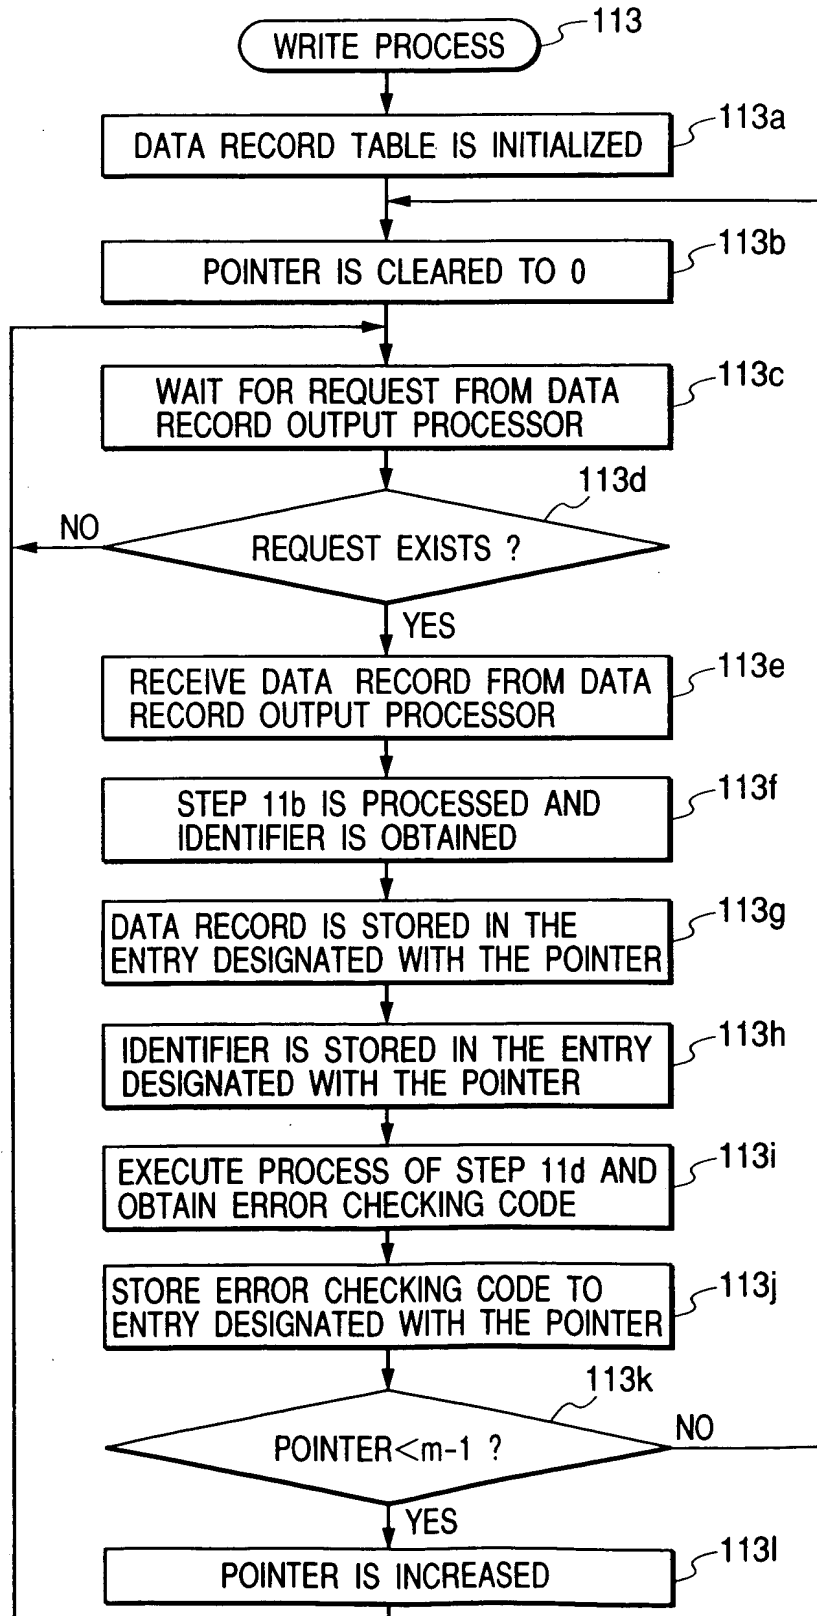 WRITE PROCESS
113
DATA RECORD TABLE IS INITIALIZED
113a
POINTER IS CLEARED TO 0
113b
WAIT FOR REQUEST FROM DATA
RECORD OUTPUT PROCESSOR
113c
REQUEST EXISTS ?
113d
NO
YES
RECEIVE DATA RECORD FROM DATA
RECORD OUTPUT PROCESSOR
113e
STEP 11b IS PROCESSED AND
IDENTIFIER IS OBTAINED
113f
DATA RECORD IS STORED IN THE
ENTRY DESIGNATED WITH THE POINTER
113g
IDENTIFIER IS STORED IN THE ENTRY
DESIGNATED WITH THE POINTER
113h
EXECUTE PROCESS OF STEP 11d AND
OBTAIN ERROR CHECKING CODE
113i
STORE ERROR CHECKING CODE TO
ENTRY DESIGNATED WITH THE POINTER
113j
POINTER<m-1 ?
113k
NO
YES
POINTER IS INCREASED
113l